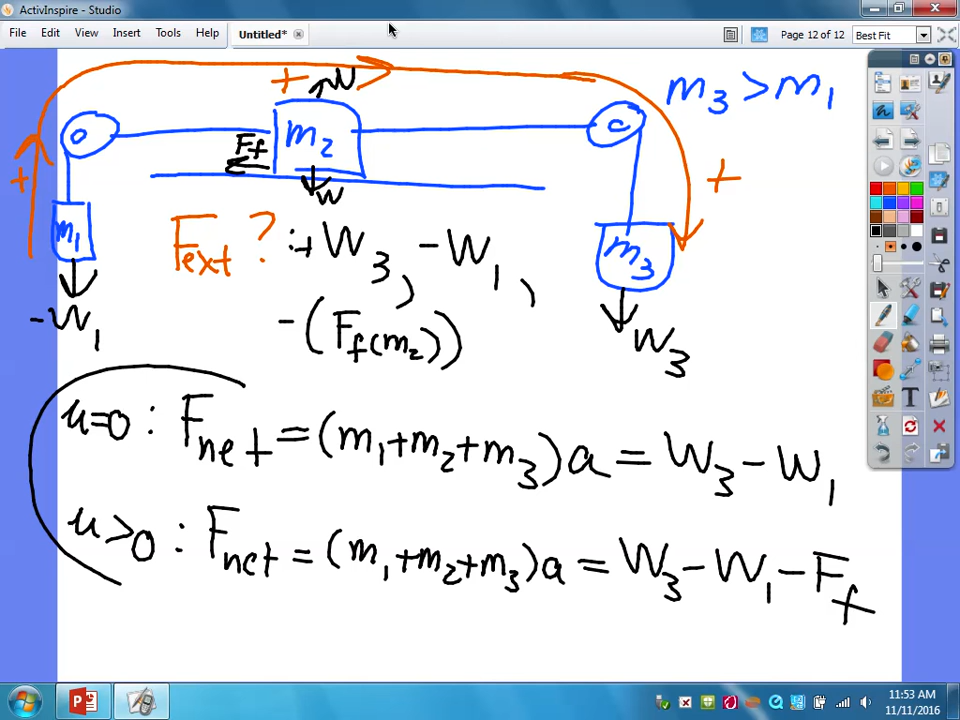 ActivInspire - Studio
File Edit View Insert Tools Help Untitled* Page 12 of 12 Best Fit
m₃ > m₁
+ N
m₂
Ff
W
+
+
m₁
m₃
Fext ? : + W₃, - W₁,
- (Ff(m₂))
- W₁
W₃
u=0 : Fnet = (m₁+m₂+m₃)a = W₃ - W₁
u>0 : Fnet = (m₁+m₂+m₃)a = W₃ - W₁ - Ff
11:53 AM
11/11/2016